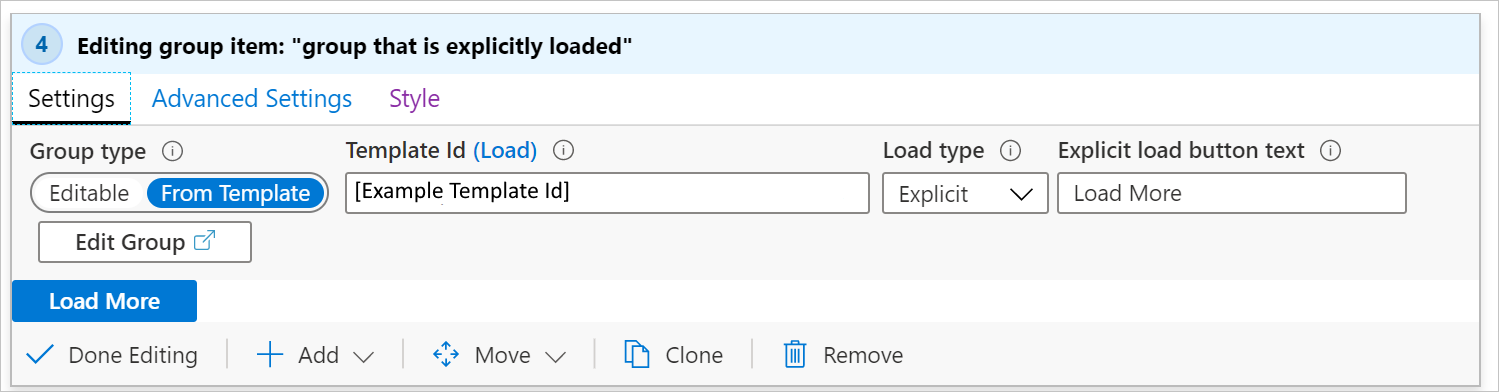 4 Editing group item: "group that is explicitly loaded"
Settings Advanced Settings Style
Group type Template Id (Load) Load type Explicit load button text
Editable From Template [Example Template Id] Explicit Load More
Edit Group
Load More
Done Editing Add Move Clone Remove